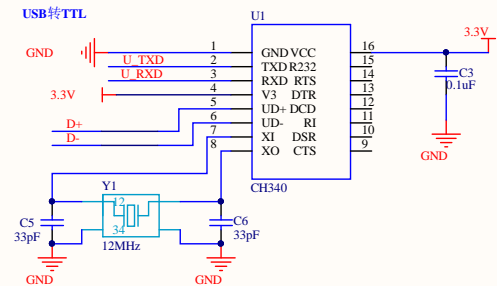 USB转TTL
U1
3.3V
GND
1
GND VCC
16
U_TXD
2
TXD R232
15
U_RXD
3
RXD RTS
14
3.3V
4
V3 DTR
13
C3
0.1uF
5
UD+ DCD
12
D+
6
UD- RI
11
D-
7
XI DSR
10
8
XO CTS
9
GND
CH340
Y1
C5
33pF
12
34
12MHz
C6
33pF
GND
GND